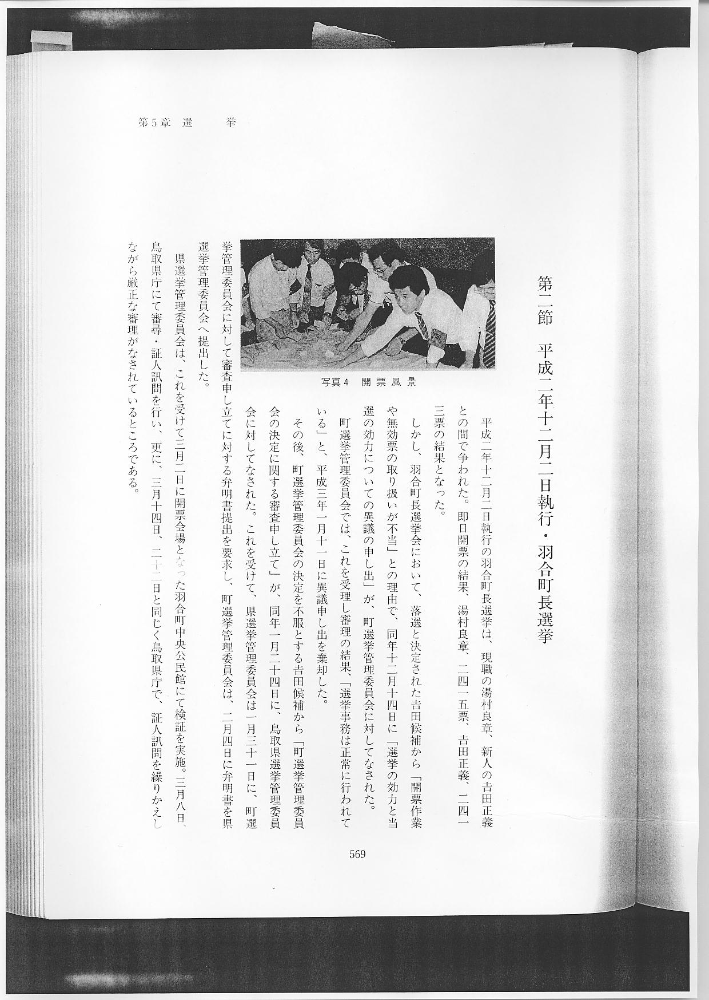 第5章　選　　　挙
第二節　平成二年十二月二日執行・羽合町長選挙
平成二年十二月二日執行の羽合町長選挙は、現職の湯村良章、新人の吉田正義
との間で争われた。即日開票の結果、湯村良章、二四一五票、吉田正義、二四一
三票の結果となった。
しかし、羽合町長選挙会において、落選と決定された吉田候補から「開票作業
や無効票の取り扱いが不当」との理由で、同年十二月十四日に「選挙の効力と当
選の効力についての異議の申し出」が、町選挙管理委員会に対してなされた。
町選挙管理委員会では、これを受理し審理の結果、「選挙事務は正常に行われて
いる」と、平成三年一月十一日に異議申し出を棄却した。
その後、町選挙管理委員会の決定を不服とする吉田候補から「町選挙管理委員
会の決定に関する審査申し立て」が、同年一月二十四日に、鳥取県選挙管理委員
会に対してなされた。これを受けて、県選挙管理委員会は一月三十一日に、町選
挙管理委員会に対して審査申し立てに対する弁明書提出を要求し、町選挙管理委員会は、二月四日に弁明書を県
選挙管理委員会へ提出した。
県選挙管理委員会は、これを受けて三月二日に開票会場となった羽合町中央公民館にて検証を実施。三月八日、
鳥取県庁にて審尋・証人訊問を行い、更に、三月十四日、二十二日と同じく鳥取県庁で、証人訊問を繰りかえし
ながら厳正な審理がなされているところである。
写真4　開票風景
569